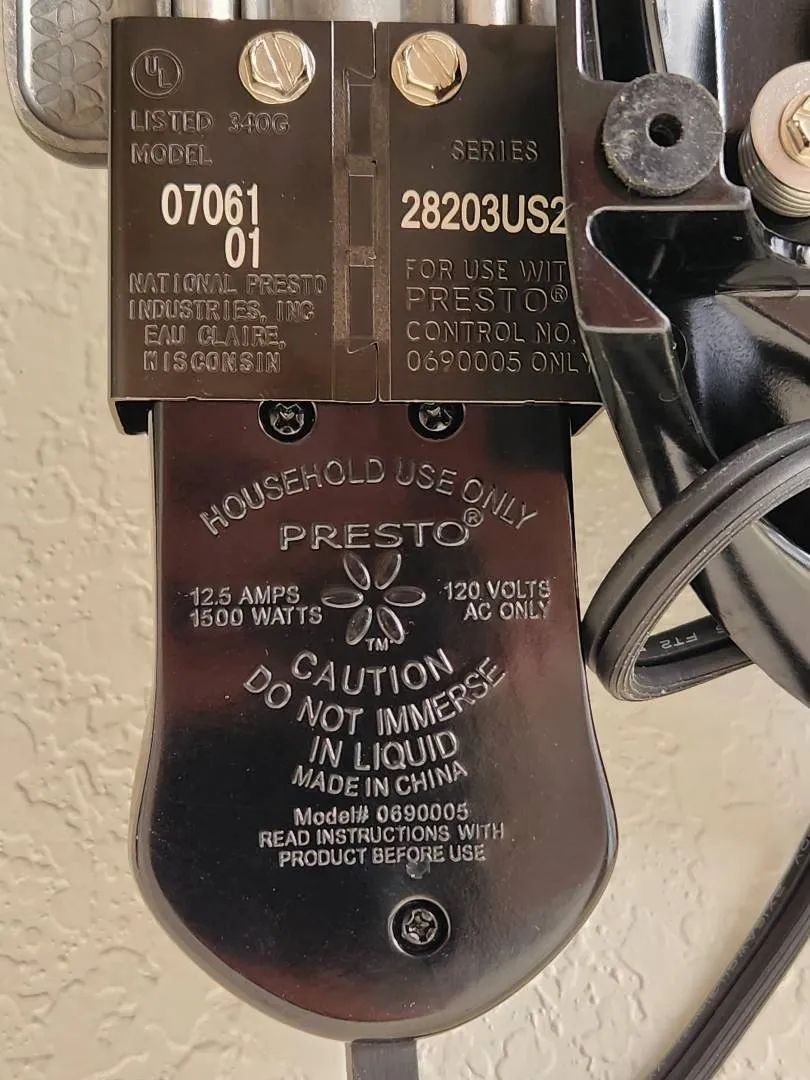 UL
LISTED 340G
MODEL
07061
01
NATIONAL PRESTO
INDUSTRIES, INC
EAU CLAIRE,
WISCONSIN
SERIES
28203US2
FOR USE WIT
PRESTO®
CONTROL NO.
0690005 ONLY
HOUSEHOLD USE ONLY
PRESTO®
12.5 AMPS
1500 WATTS
120 VOLTS
AC ONLY
TM
CAUTION
DO NOT IMMERSE
IN LIQUID
MADE IN CHINA
Model# 0690005
READ INSTRUCTIONS WITH
PRODUCT BEFORE USE
FT2